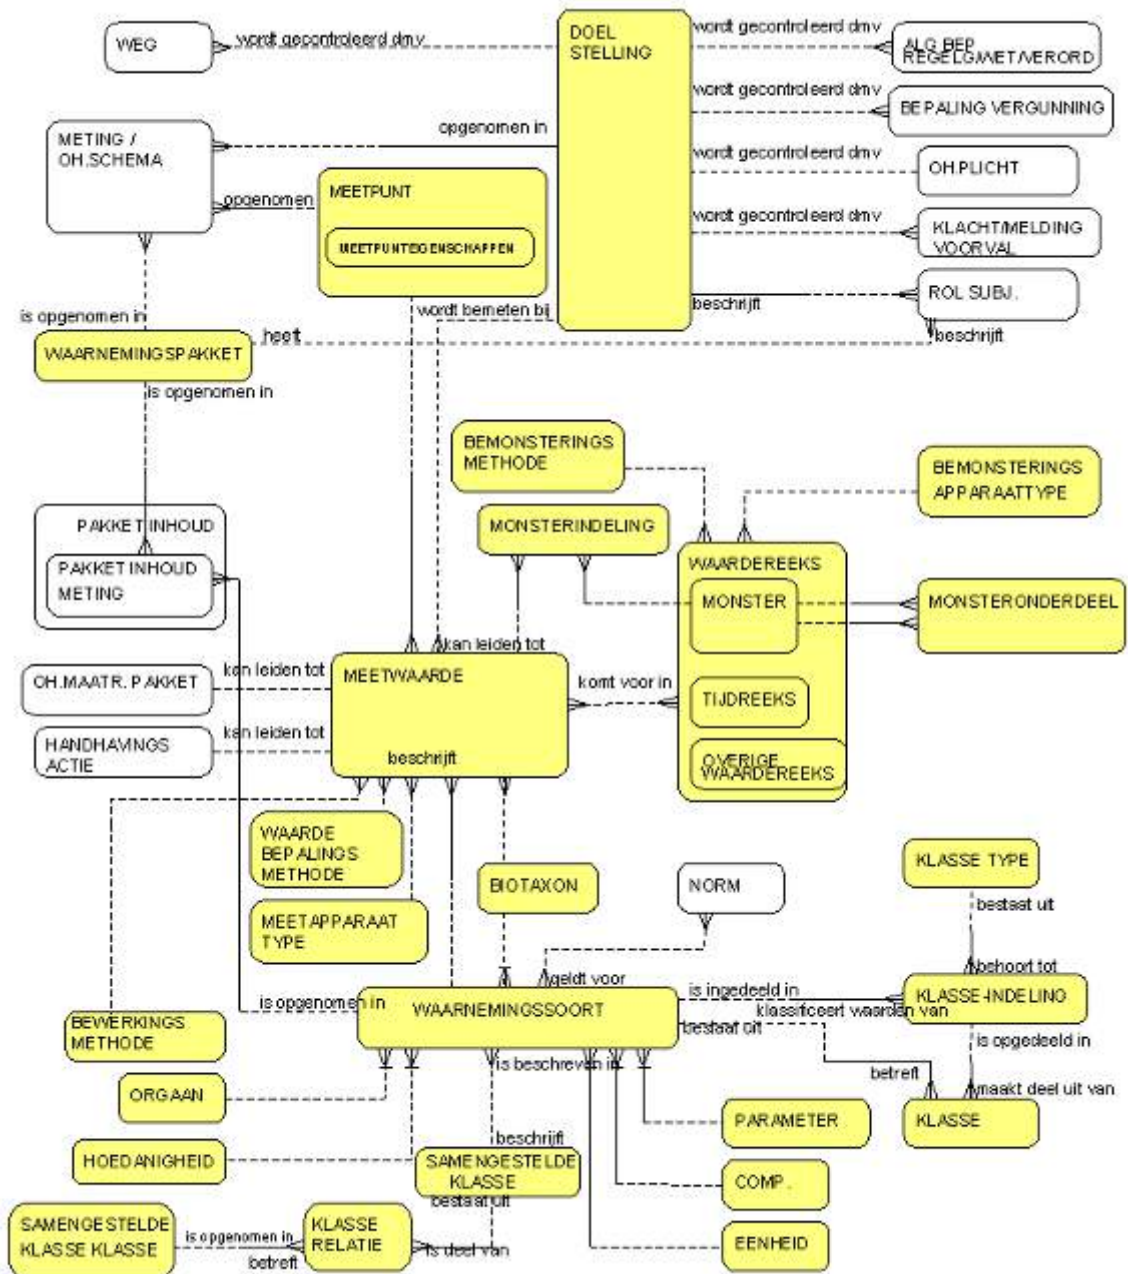 WEG
wordt gecontroleerd dmv
DOEL
STELLING
wordt gecontroleerd dmv
ALG BEP
REGELG/WET/VERORD
wordt gecontroleerd dmv
BEPALING VERGUNNING
METING /
OH.SCHEMA
opgenomen in
wordt gecontroleerd dmv
OH.PLICHT
opgenomen
MEETPUNT
MEETPUNTEIGENSCHAPPEN
wordt gecontroleerd dmv
KLACHT/MELDING
VOORVAL
beschrijft
ROL SUBJ.
beschrijft
is opgenomen in
wordt bemeten bij
heeft
WAARNEMINGSPAKKET
is opgenomen in
BEMONSTERINGS
METHODE
BEMONSTERINGS
APPARAATTYPE
MONSTERINDELING
PAKKET INHOUD
PAKKET INHOUD
METING
WAARDEREEKS
MONSTER
MONSTERONDERDEEL
kan leiden tot
kan leiden tot
OH.MAATR. PAKKET
MEETWAARDE
komt voor in
TIJDREEKS
kan leiden tot
HANDHAVINGS
ACTIE
beschrijft
OVERIGE
WAARDEREEKS
WAARDE
BEPALINGS
METHODE
BIOTAXON
NORM
KLASSE TYPE
bestaat uit
MEETAPPARAAT
TYPE
behoort tot
geldt voor
is ingedeeld in
KLASSE-INDELING
is opgenomen in
WAARNEMINGSSOORT
klassificeert waarden van
bestaat uit
BEWERKINGS
METHODE
is opgedeeld in
is beschreven in
betreft
maakt deel uit van
ORGAAN
KLASSE
PARAMETER
beschrijft
HOEDANIGHEID
SAMENGESTELDE
KLASSE
COMP.
bestaat uit
SAMENGESTELDE
KLASSE KLASSE
is opgenomen in
betreft
KLASSE
RELATIE
is deel van
EENHEID